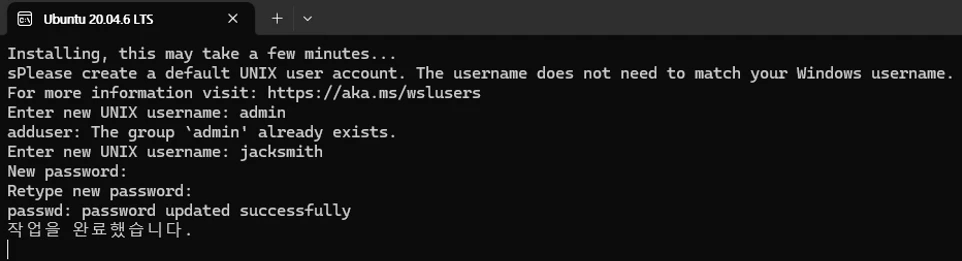 Ubuntu 20.04.6 LTS
Installing, this may take a few minutes...
sPlease create a default UNIX user account. The username does not need to match your Windows username.
For more information visit: https://aka.ms/wslusers
Enter new UNIX username: admin
adduser: The group `admin' already exists.
Enter new UNIX username: jacksmith
New password:
Retype new password:
passwd: password updated successfully
작업을 완료했습니다.